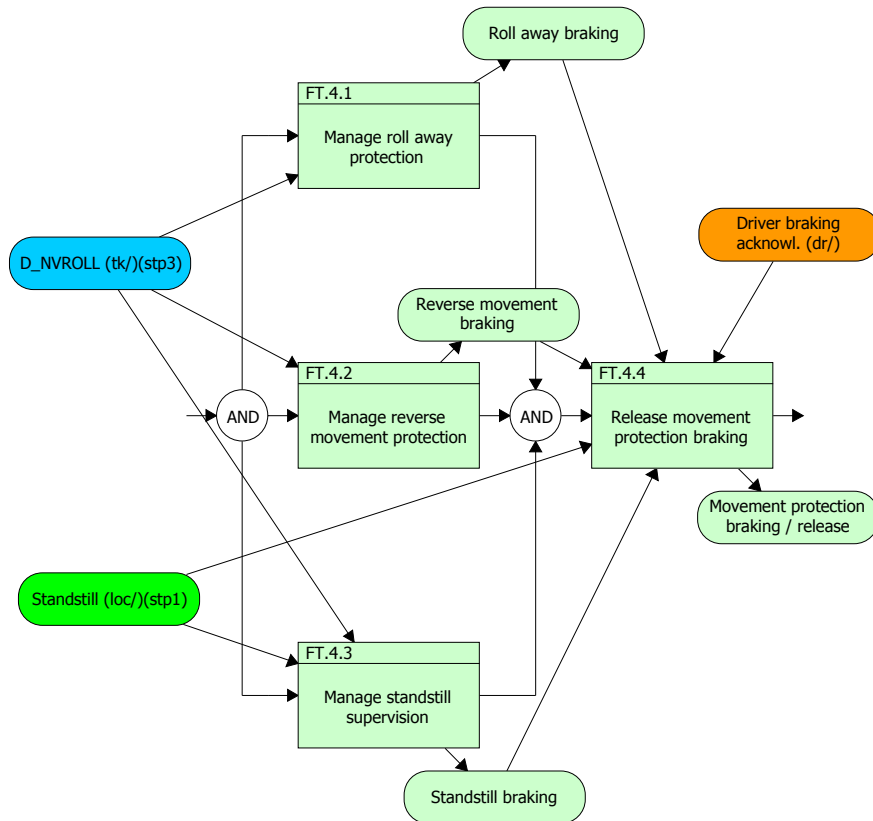 Roll away braking
FT.4.1
Manage roll away
protection
Driver braking
acknowl. (dr/)
D_NVROLL (tk/)(stp3)
Reverse movement
braking
FT.4.2
Manage reverse
movement protection
FT.4.4
Release movement
protection braking
AND
AND
Movement protection
braking / release
Standstill (loc/)(stp1)
FT.4.3
Manage standstill
supervision
Standstill braking